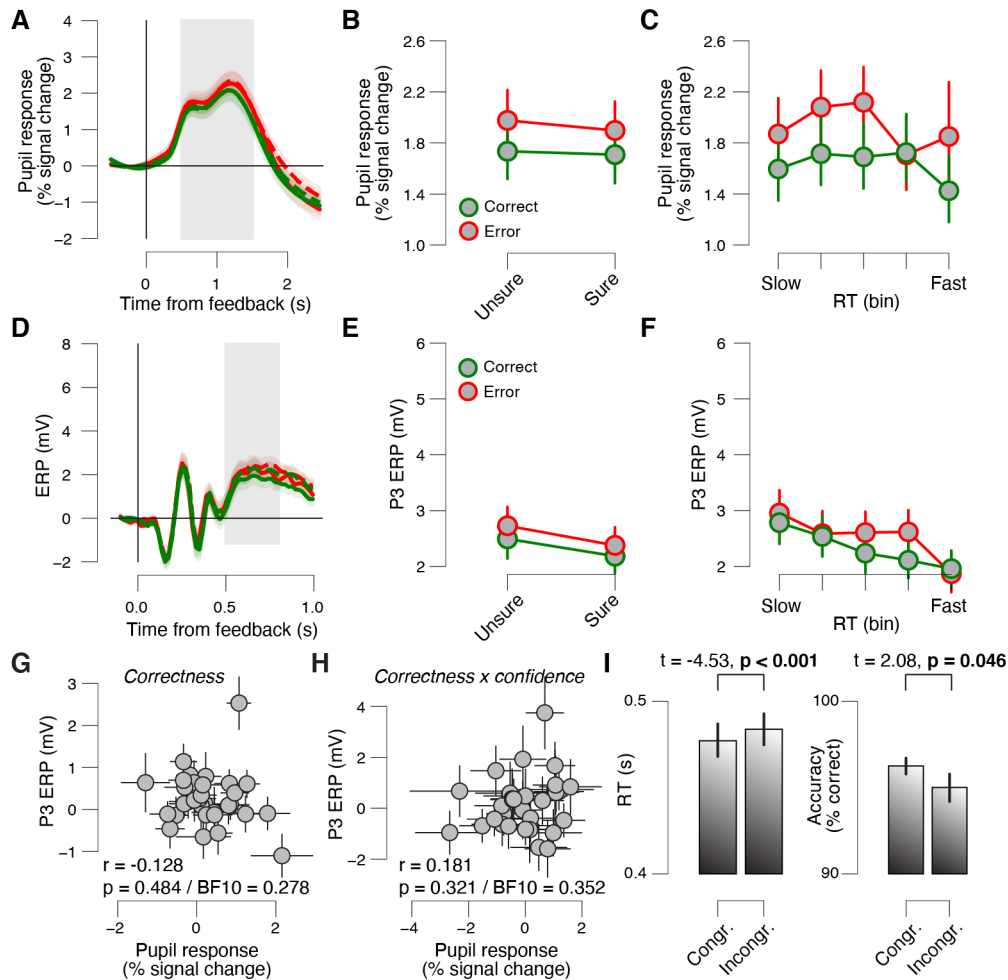 A
Pupil response
(% signal change)
4
3
2
1
0
−1
−2
0
1
2
Time from feedback (s)
B
Pupil response
(% signal change)
2.6
2.2
1.8
1.4
1.0
Correct
Error
Unsure
Sure
C
Pupil response
(% signal change)
2.6
2.2
1.8
1.4
1.0
Slow
Fast
RT (bin)
D
ERP (mV)
8
6
4
2
0
−2
0.0
0.5
1.0
Time from feedback (s)
E
P3 ERP (mV)
6
5
4
3
2
Correct
Error
Unsure
Sure
F
P3 ERP (mV)
6
5
4
3
2
Slow
Fast
RT (bin)
G
Correctness
P3 ERP (mV)
3
2
1
0
−1
r = -0.128
p = 0.484 / BF10 = 0.278
−2
0
2
4
Pupil response
(% signal change)
H
Correctness x confidence
P3 ERP (mV)
4
2
0
−2
r = 0.181
p = 0.321 / BF10 = 0.352
−4
−2
0
2
4
Pupil response
(% signal change)
I
t = -4.53, p < 0.001
RT (s)
0.5
0.4
Congr.
Incongr.
t = 2.08, p = 0.046
Accuracy
(% correct)
100
90
Congr.
Incongr.